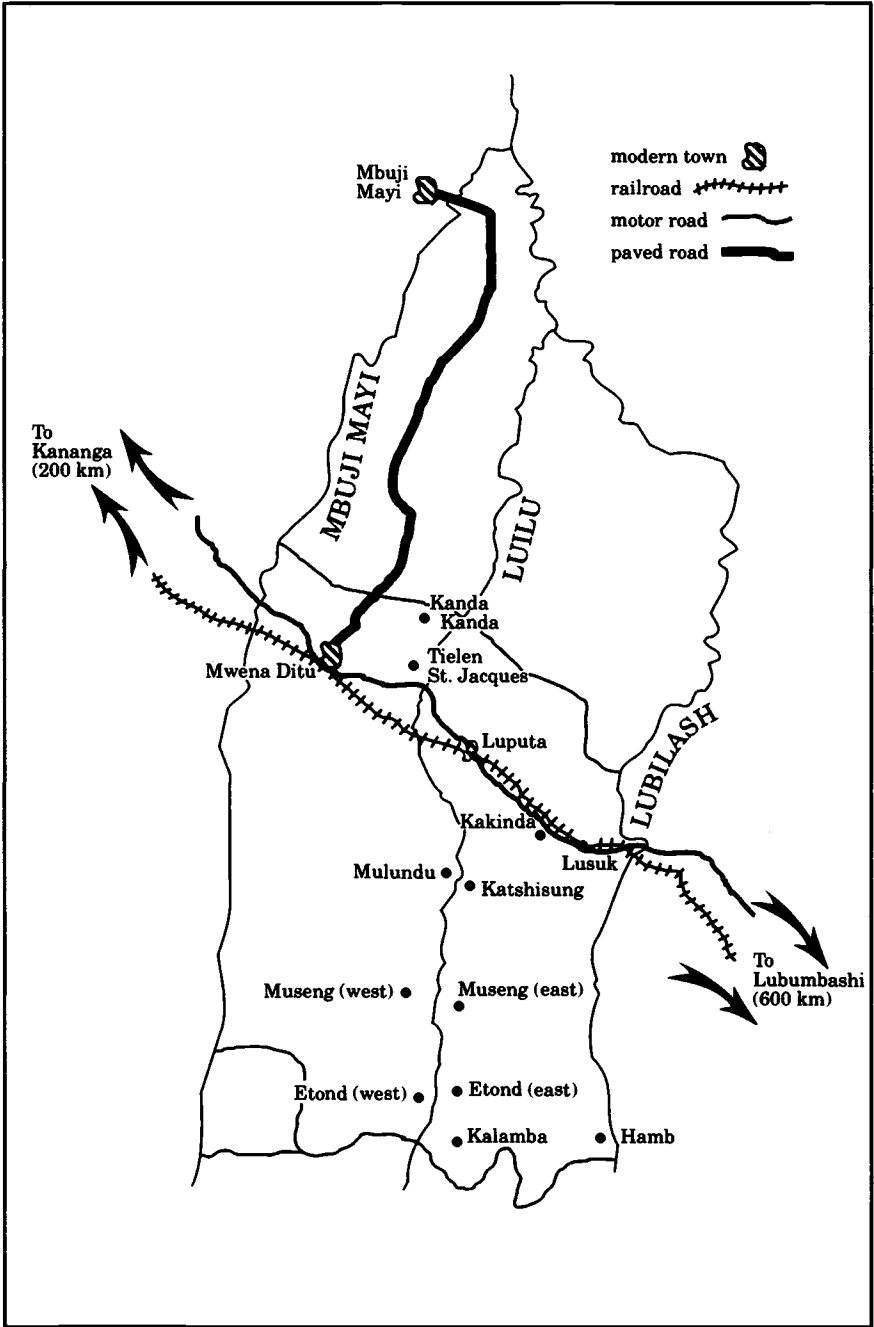 Mbuji
Mayi
modern town
railroad
motor road
paved road
MBUJI MAYI
To
Kananga
(200 km)
LUILU
Kanda
Kanda
Tielen
St. Jacques
Mwena Ditu
LUBILASH
Luputa
Kakinda
Lusuk
Mulundu
Katshisung
To
Lubumbashi
(600 km)
Museng (west)
Museng (east)
Etond (west)
Etond (east)
Kalamba
Hamb